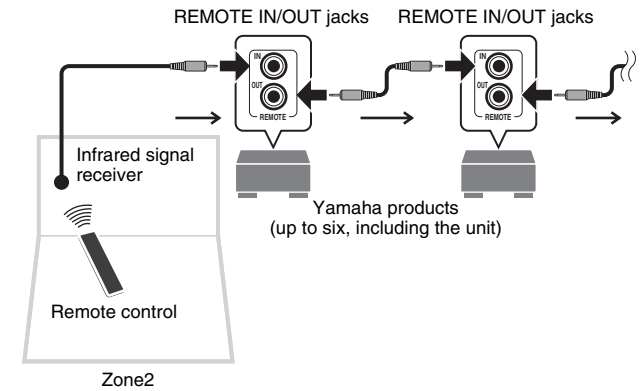 REMOTE IN/OUT jacks
REMOTE IN/OUT jacks
IN
OUT
REMOTE
IN
OUT
REMOTE
Infrared signal
receiver
Yamaha products
(up to six, including the unit)
Remote control
Zone2